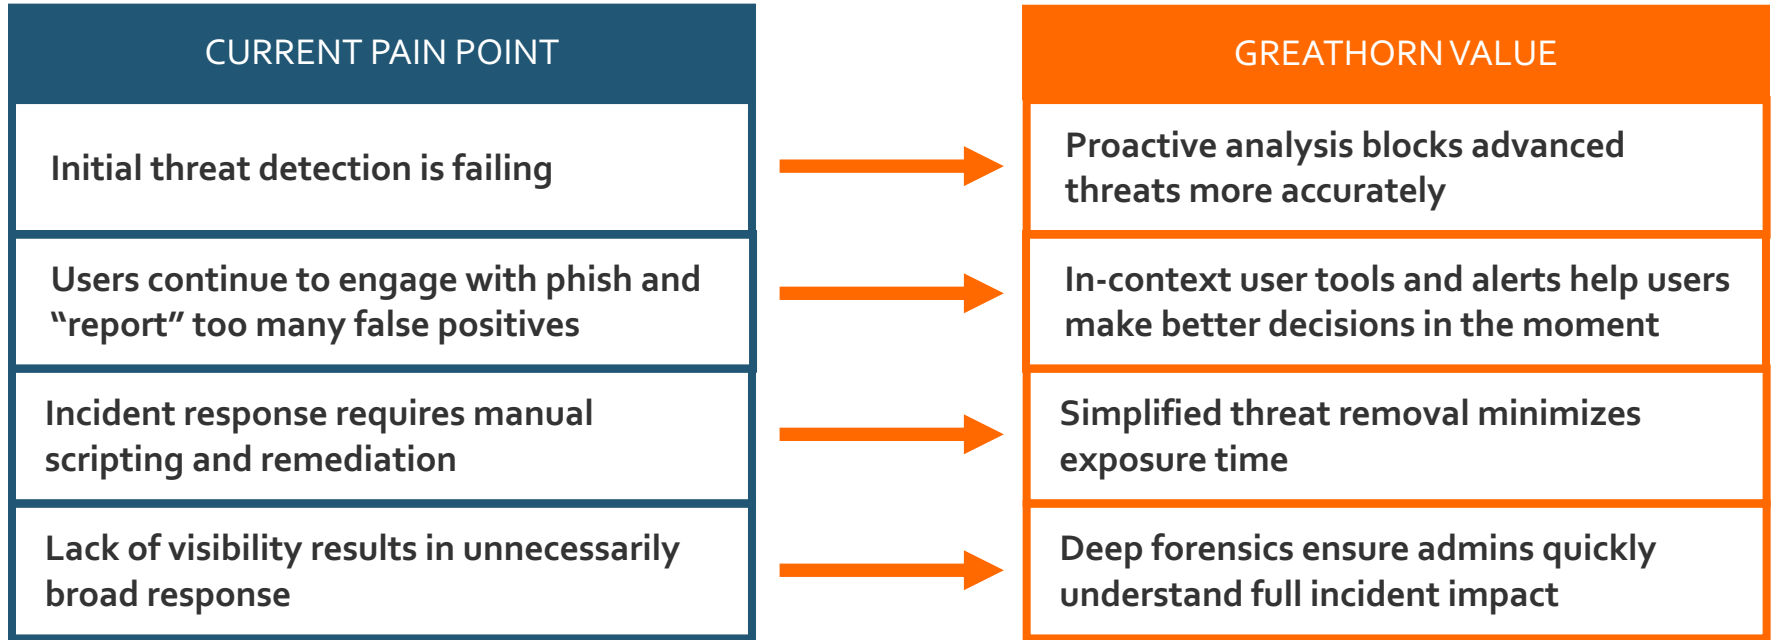 CURRENT PAIN POINT
GREATHORN VALUE
Initial threat detection is failing
Proactive analysis blocks advanced
threats more accurately
Users continue to engage with phish and
“report” too many false positives
In-context user tools and alerts help users
make better decisions in the moment
Incident response requires manual
scripting and remediation
Simplified threat removal minimizes
exposure time
Lack of visibility results in unnecessarily
broad response
Deep forensics ensure admins quickly
understand full incident impact